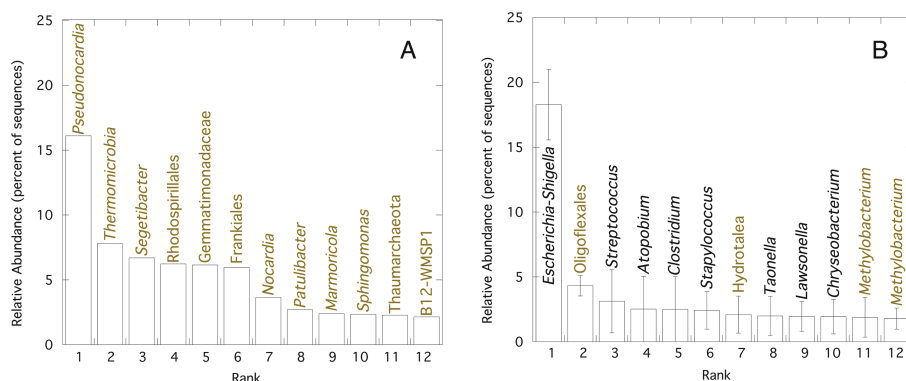 A
Relative Abundance (percent of sequences)
25
20
15
10
5
0
Pseudonocardia
Thermomicrobia
Segetibacter
Rhodospirillales
Gemmatimonadaceae
Frankiales
Nocardia
Patulibacter
Marmoricola
Sphingomonas
Thaumarchaeota
B12-WMSP1
1 2 3 4 5 6 7 8 9 10 11 12
Rank
B
Relative Abundance (percent of sequences)
25
20
15
10
5
0
Escherichia-Shigella
Oligoflexales
Streptococcus
Atopobium
Clostridium
Stapylococcus
Hydrotalea
Taonella
Lawsonella
Chryseobacterium
Methylobacterium
Methylobacterium
1 2 3 4 5 6 7 8 9 10 11 12
Rank